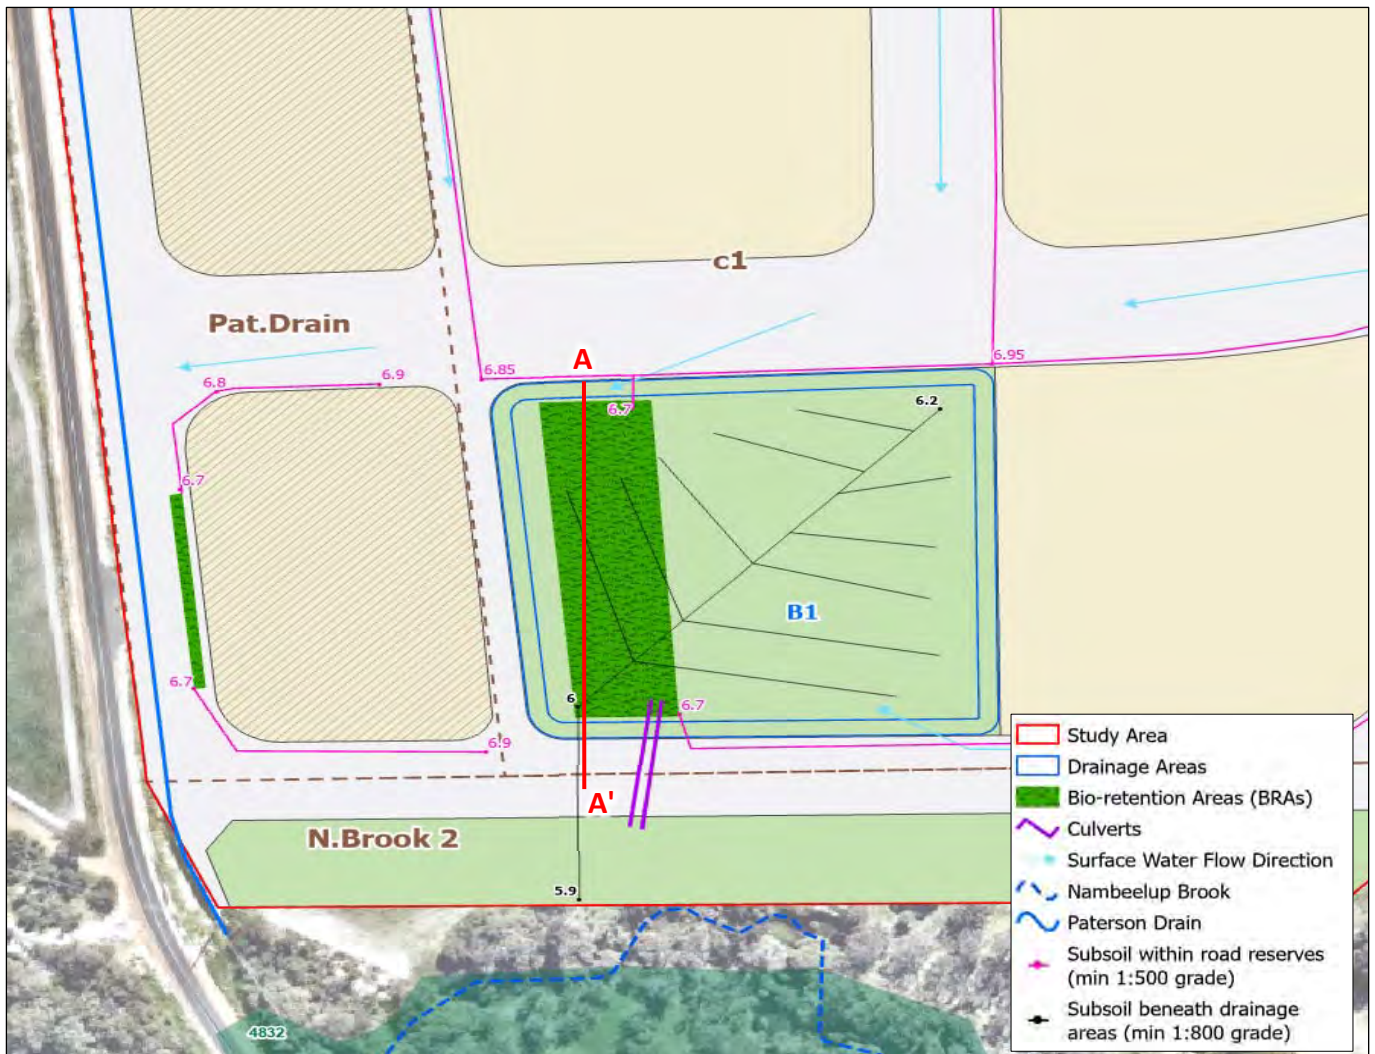 c1
Pat.Drain
A
6.85
6.95
6.9
6.8
6.7
6.2
6.7
B1
6.7
6
6.7
6.9
A'
N.Brook 2
5.9
4832
Study Area
Drainage Areas
Bio-retention Areas (BRAs)
Culverts
Surface Water Flow Direction
Nambeelup Brook
Paterson Drain
Subsoil within road reserves
(min 1:500 grade)
Subsoil beneath drainage
areas (min 1:800 grade)